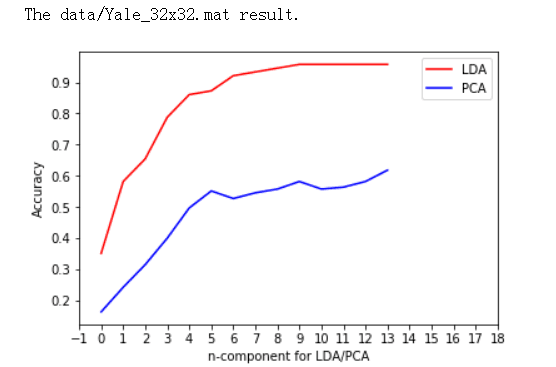 The data/Yale_32x32.mat result.
LDA
PCA
0.9
0.8
0.7
0.6
0.5
0.4
0.3
0.2
Accuracy
−1 0 1 2 3 4 5 6 7 8 9 10 11 12 13 14 15 16 17 18
n-component for LDA/PCA